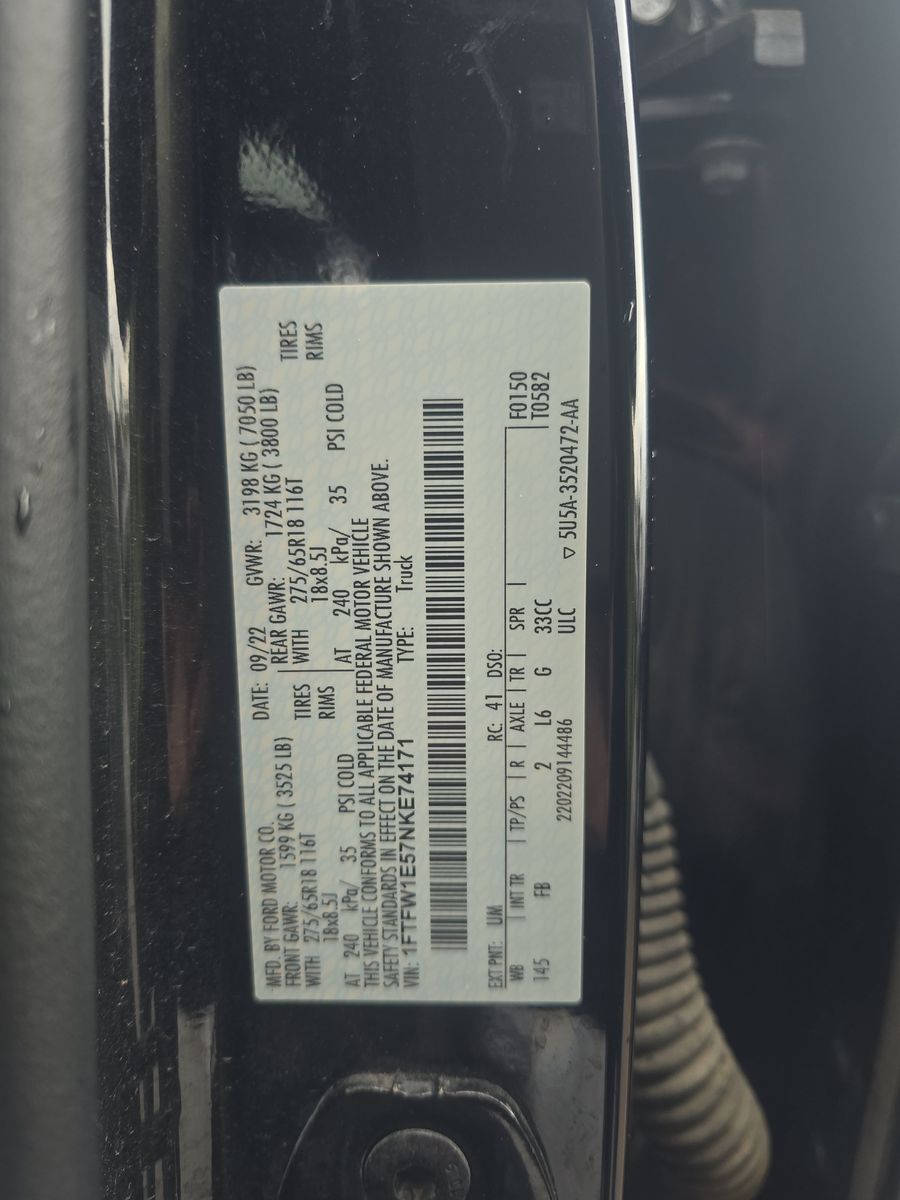 MFD. BY FORD MOTOR CO. DATE: 09/22 GVWR: 3198 KG ( 7050 LB)
FRONT GAWR: 1599 KG ( 3525 LB) REAR GAWR: 1724 KG ( 3800 LB)
WITH 275/65R18 116T TIRES WITH 275/65R18 116T TIRES
18x8.5J RIMS 18x8.5J RIMS
AT 240 kPa/ 35 PSI COLD AT 240 kPa/ 35 PSI COLD
THIS VEHICLE CONFORMS TO ALL APPLICABLE FEDERAL MOTOR VEHICLE
SAFETY STANDARDS IN EFFECT ON THE DATE OF MANUFACTURE SHOWN ABOVE.
VIN: 1FTFW1E57NKE74171 TYPE: Truck
EXT PNT: UM RC: 41 DSO:
WB INT TR TP/PS R AXLE TR SPR F0150
145 FB 2 L6 G 33CC T0582
2202209144486 ULC
▽ 5U5A-3520472-AA